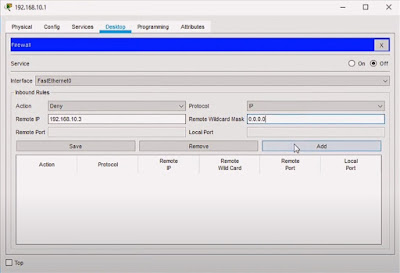 192.168.10.1
Physical Config Services Desktop Programming Attributes
Firewall X
Service On Off
Interface FastEthernet0
Inbound Rules
Action Deny Protocol IP
Remote IP 192.168.10.3 Remote Wildcard Mask 0.0.0.0
Remote Port Local Port
Save Remove Add
Action Protocol Remote IP Remote Wild Card Remote Port Local Port
Top